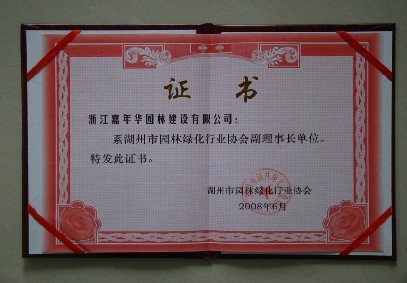 证书
浙江嘉年华园林建设有限公司：
系湖州市园林绿化行业协会副理事长单位。
特发此证书。
湖州市园林绿化行业协会
2008年6月